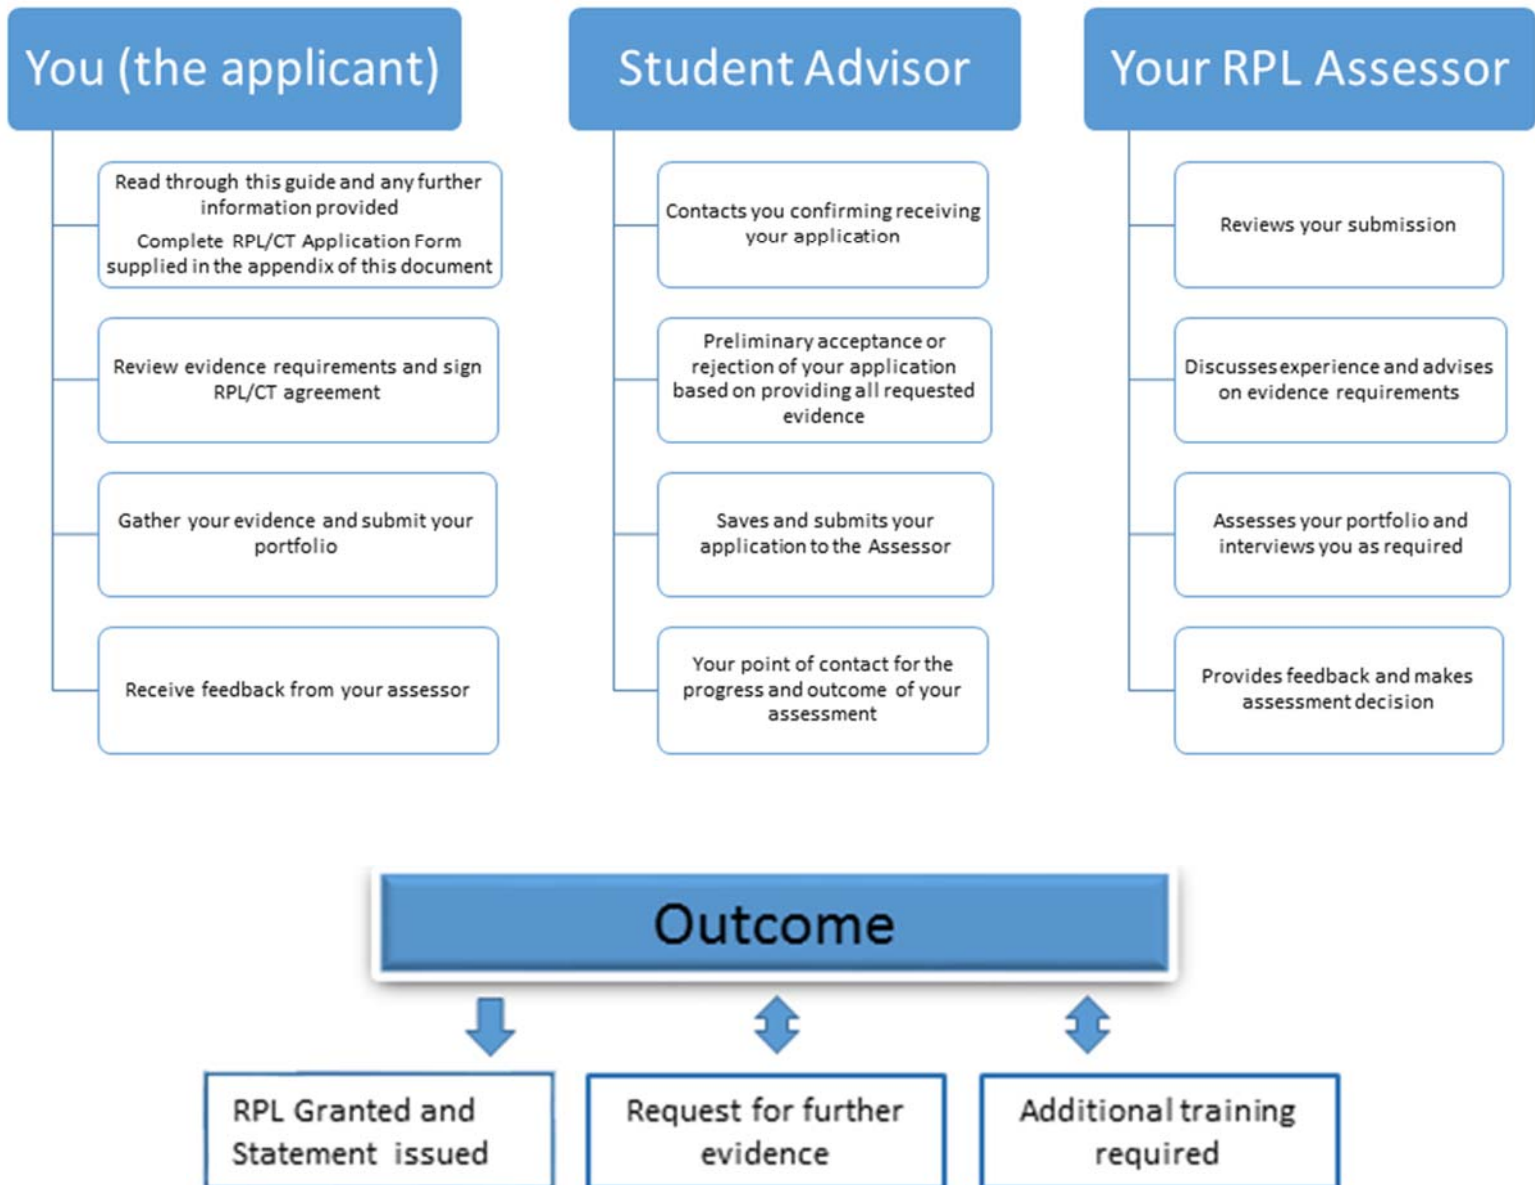 You (the applicant)
Read through this guide and any further
information provided
Complete RPL/CT Application Form
supplied in the appendix of this document
Review evidence requirements and sign
RPL/CT agreement
Gather your evidence and submit your
portfolio
Receive feedback from your assessor
Student Advisor
Contacts you confirming receiving
your application
Preliminary acceptance or
rejection of your application
based on providing all requested
evidence
Saves and submits your
application to the Assessor
Your point of contact for the
progress and outcome of your
assessment
Your RPL Assessor
Reviews your submission
Discusses experience and advises
on evidence requirements
Assesses your portfolio and
interviews you as required
Provides feedback and makes
assessment decision
Outcome
RPL Granted and
Statement issued
Request for further
evidence
Additional training
required